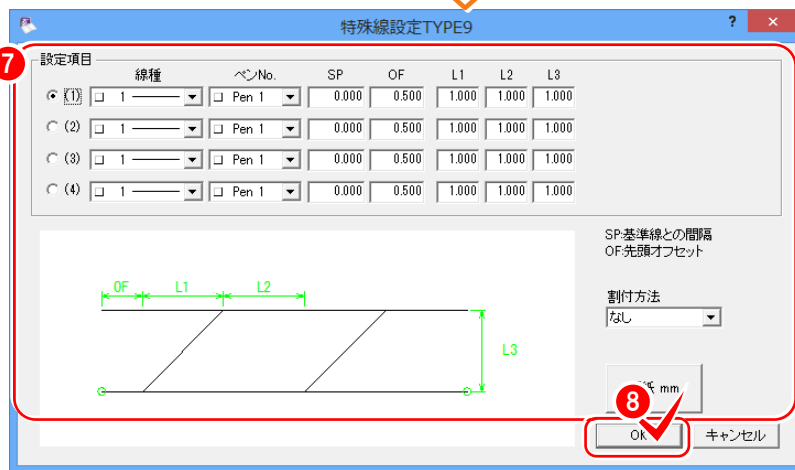 特殊線設定TYPE9
?
×
7
設定項目
線種 ペンNo. SP OF L1 L2 L3
(1) 1 Pen 1 0.000 0.500 1.000 1.000 1.000
(2) 1 Pen 1 0.000 0.500 1.000 1.000 1.000
(3) 1 Pen 1 0.000 0.500 1.000 1.000 1.000
(4) 1 Pen 1 0.000 0.500 1.000 1.000 1.000
SP:基準線との間隔
OF:先頭オフセット
割付方法
なし
OF L1 L2
L3
mm
8
OK キャンセル